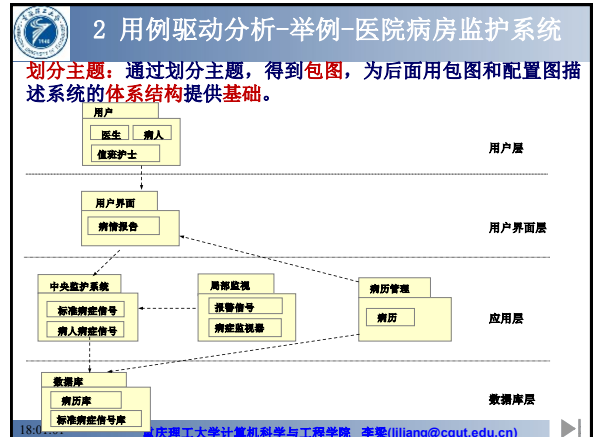 2 用例驱动分析-举例-医院病房监护系统
划分主题：通过划分主题，得到包图，为后面用包图和配置图描
述系统的体系结构提供基础。
用户
医生 病人
值班护士
用户层
用户界面
病情报告
用户界面层
中央监护系统
标准病症信号
病人病症信号
局部监视
报警信号
病症监视器
病历管理
病历
应用层
数据库
病历库
标准病症信号库
数据库层
庆理工大学计算机科学与工程学院 李梁(liliang@cqut.edu.cn)